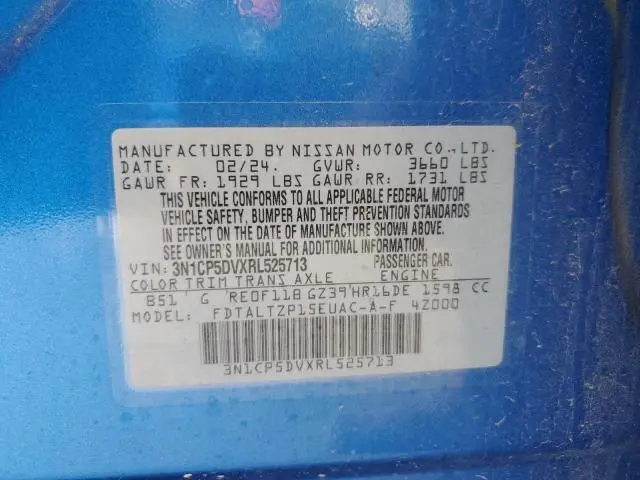 MANUFACTURED BY NISSAN MOTOR CO.,LTD.
DATE: 02/24. GVWR: 3660 LBS
GAWR FR: 1929 LBS GAWR RR: 1731 LBS
THIS VEHICLE CONFORMS TO ALL APPLICABLE FEDERAL MOTOR
VEHICLE SAFETY, BUMPER AND THEFT PREVENTION STANDARDS
IN EFFECT ON THE DATE OF MANUFACTURE SHOWN ABOVE.
SEE OWNER'S MANUAL FOR ADDITIONAL INFORMATION.
VIN: 3N1CP5DVXRL525713 PASSENGER CAR.
COLOR TRIM TRANS AXLE ENGINE
B51 G RE0F11B GZ39 HR16DE 1598 CC
MODEL: FDTALTZP15EUAC-A-F 4Z000
3N1CP5DVXRL525713